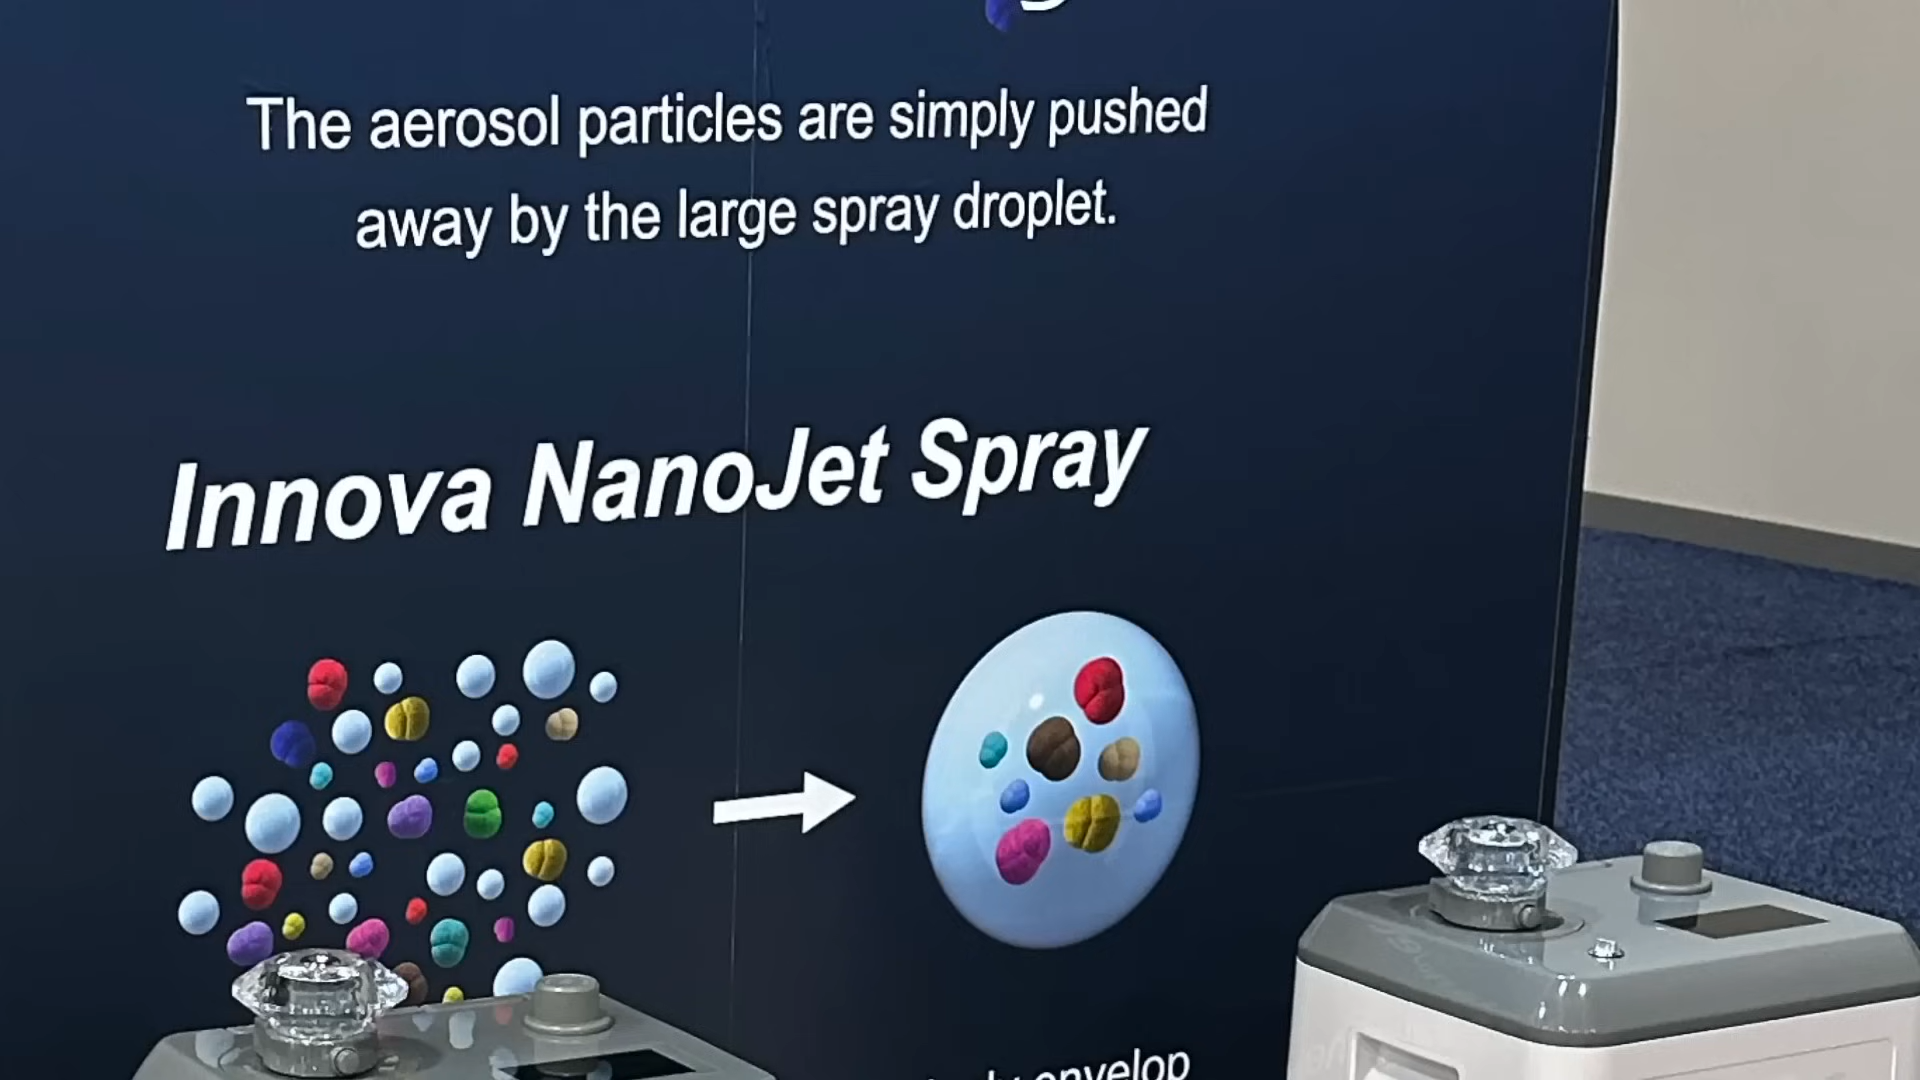 The aerosol particles are simply pushed
away by the large spray droplet.
Innova NanoJet Spray
envelop